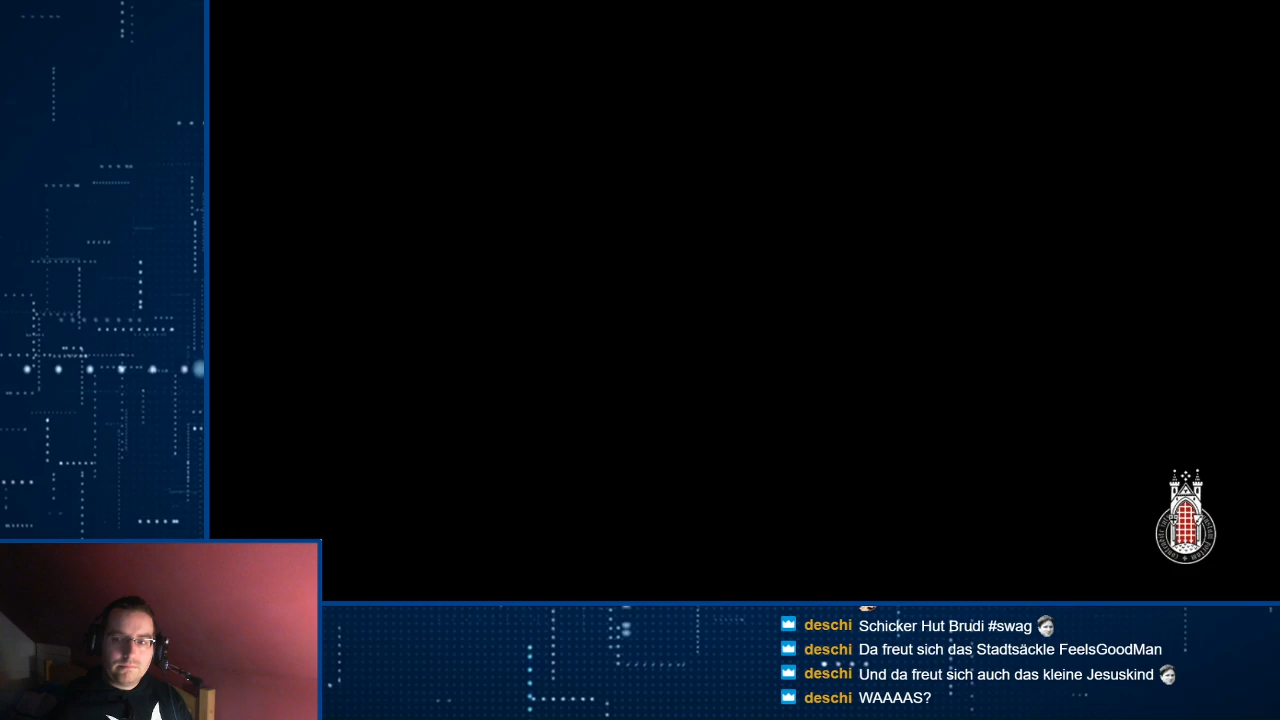 deschi Schicker Hut Brudi #swag
deschi Da freut sich das Stadtsäckle FeelsGoodMan
deschi Und da freut sich auch das kleine Jesuskind
deschi WAAAAS?